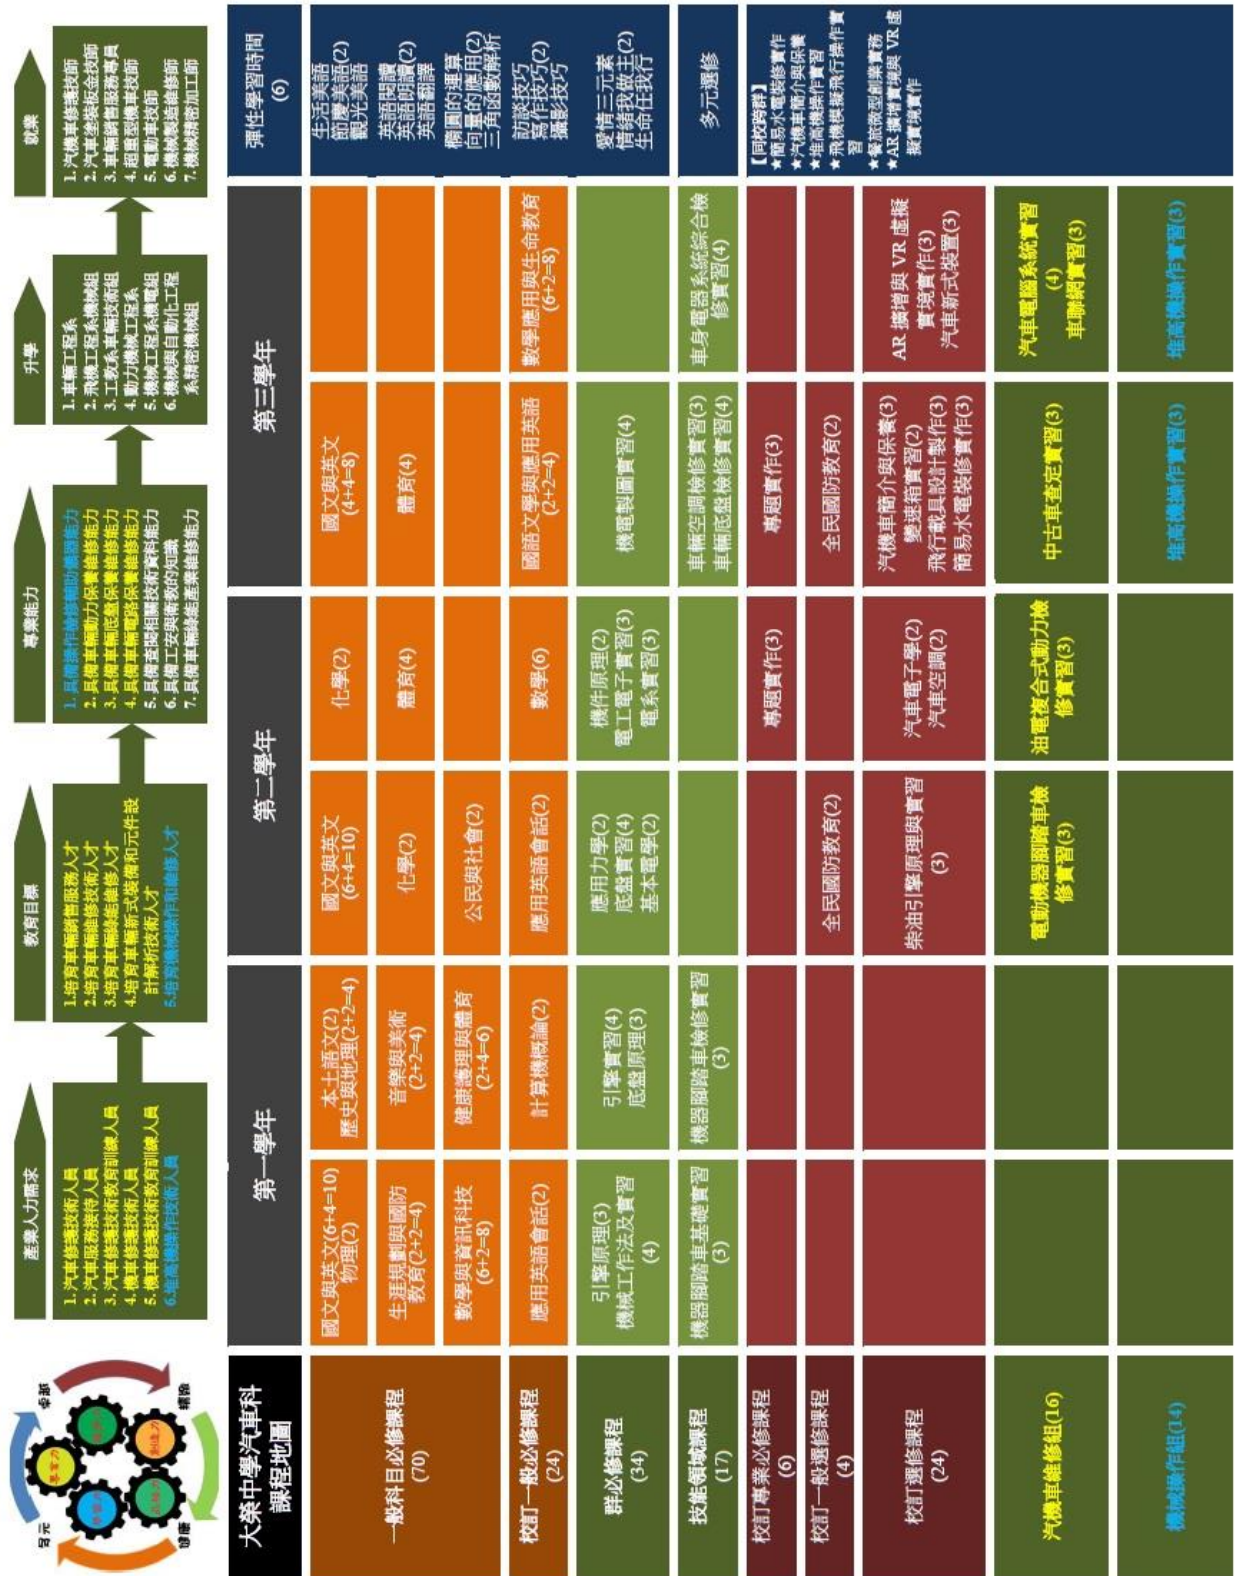 多元
卓越
健康
轉動
學習力
創造力
產業人力需求
1. 汽車修護技術人員
2. 汽車服務接待人員
3. 汽車修護技術教育訓練人員
4. 機車修護技術人員
5. 機車修護技術教育訓練人員
6.堆高機操作技術人員
教育目標
1.培育車輛銷售服務人才
2.培育車輛維修技術人才
3.培育車輛綠能維修人才
4.培育車輛新式裝備和元件設
計解析技術人才
5.培育機械操作和維修人才
專業能力
1. 具備操作檢修輔助儀器能力
2. 具備車輛動力保養維修能力
3. 具備車輛底盤保養維修能力
4. 具備車輛電路保養維修能力
5. 具備查閱相關技術資料能力
6. 具備工安與衛教的知識
7. 具備車輛綠能產業維修能力
升學
1. 車輛工程系
2. 飛機工程系機械組
3. 工教系車輛技術組
4. 動力機械工程系
5. 機械工程系機電組
6. 機械與自動化工程
系精密機械組
就業
1. 汽機車修護技師
2. 汽車塗裝板金技師
3. 車輛銷售服務專員
4. 超重型機車技師
5. 電動車技師
6. 機械製造維修師
7. 機械精密加工師
大榮中學汽車科
課程地圖
第一學年
第二學年
第三學年
彈性學習時間
(6)
一般科目必修課程
(70)
國文與英文(6+4=10)
物理(2)
本土語文(2)
歷史與地理(2+2=4)
國文與英文
(6+4=10)
化學(2)
國文與英文
(4+4=8)
生活美語
節慶美語(2)
觀光美語
生涯規劃與國防
教育(2+2=4)
音樂與美術
(2+2=4)
化學(2)
體育(4)
體育(4)
英語閱讀
英語朗讀(2)
英語翻譯
數學與資訊科技
(6+2=8)
健康護理與體育
(2+4=6)
公民與社會(2)
橢圓的運算
向量的應用(2)
三角函數解析
校訂一般必修課程
(24)
應用英語會話(2)
計算機概論(2)
應用英語會話(2)
數學(6)
國語文學與應用英語
(2+2=4)
數學應用與生命教育
(6+2=8)
訪談技巧
寫作技巧(2)
攝影技巧
群必修課程
(34)
引擎原理(3)
機械工作法及實習
(4)
引擎實習(4)
底盤原理(3)
應用力學(2)
底盤實習(4)
基本電學(2)
機件原理(2)
電工電子實習(3)
電系實習(3)
機電製圖實習(4)
愛情三元素
情緒我做主(2)
生命任我行
技能領域課程
(17)
機器腳踏車基礎實習
(3)
機器腳踏車檢修實習
(3)
車輛空調檢修實習(3)
車輛底盤檢修實習(4)
車身電器系統綜合檢
修實習(4)
多元選修
校訂專業必修課程
(6)
專題實作(3)
專題實作(3)
【同校跨群】
★簡易水電裝修實作
★汽機車簡介與保養
★堆高機操作實習
★飛機模擬飛行操作實
習
★餐旅微型創業實務
★AR擴增實境與 VR 虛
擬實境實作
校訂一般選修課程
(4)
全民國防教育(2)
全民國防教育(2)
校訂選修課程
(24)
柴油引擎原理與實習
(3)
汽車電子學(2)
汽車空調(2)
汽機車簡介與保養(3)
變速箱實習(2)
飛行載具設計製作(3)
簡易水電裝修實作(3)
AR 擴增與 VR 虛擬
實境實作(3)
汽車新式裝置(3)
汽機車維修組(16)
電動機器腳踏車檢
修實習(3)
油電複合式動力檢
修實習(3)
中古車查定實習(3)
汽車電腦系統實習
(4)
車聯網實習(3)
機械操作組(14)
堆高機操作實習(3)
堆高機操作實習(3)